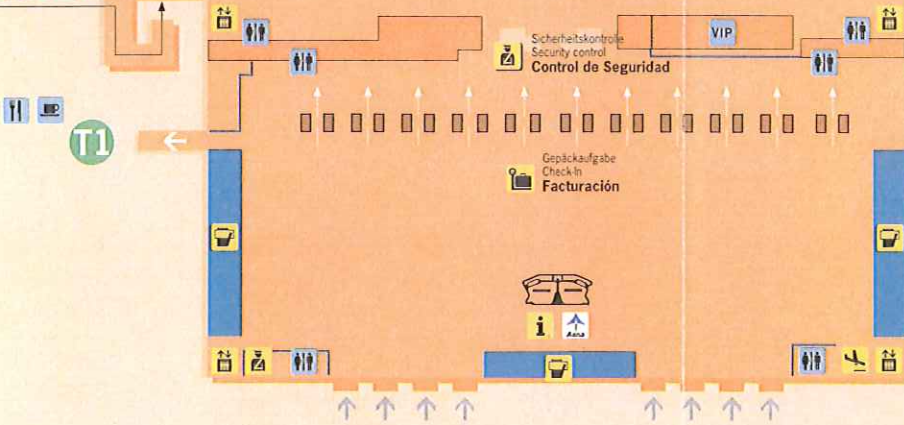 VIP
Sicherheitskontrolle
Security control
Control de Seguridad
T1
Gepäckaufgabe
Check-In
Facturación
i
Aena